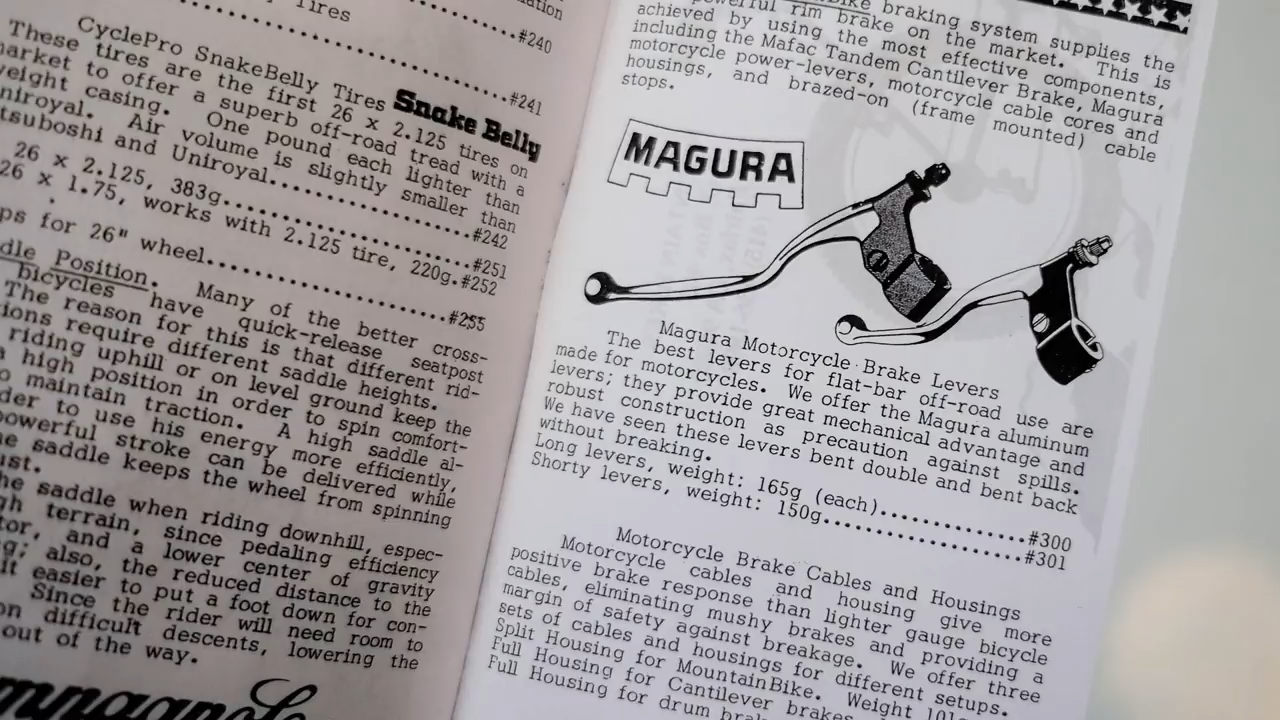 Tires
#240
#241
CyclePro SnakeBelly Tires
Snake Belly
These tires are the first 26 x 2.125 tires on
market to offer a superb off-road tread with a
weight casing. One pound each lighter than
Uniroyal. Air volume is slightly smaller than
tsuboshi and Uniroyal..............................#242
26 x 2.125, 383g..............................#251
26 x 1.75, works with 2.125 tire, 220g.#252
for 26" wheel..............................#255
Position. Many of the better cross-
bicycles have quick-release seatpost
The reason for this is that different rid-
require different saddle heights.
riding uphill or on level ground keep the
high position in order to spin comfort-
maintain traction. A high saddle al-
to use his energy more efficiently,
powerful stroke can be delivered while
saddle keeps the wheel from spinning
saddle when riding downhill, espec-
terrain, since pedaling efficiency
and a lower center of gravity
also, the reduced distance to the
it easier to put a foot down for con-
Since the rider will need room to
difficult descents, lowering the
out of the way.
Bike braking system supplies the
powerful rim brake on the market. This is
achieved by using the most effective components,
including the Mafac Tandem Cantilever Brake, Magura
motorcycle power-levers, motorcycle cable cores and
housings, and brazed-on (frame mounted) cable
stops.
MAGURA
Magura Motorcycle Brake Levers
The best levers for flat-bar off-road use are
made for motorcycles. We offer the Magura aluminum
levers; they provide great mechanical advantage and
robust construction as precaution against spills.
We have seen these levers bent double and bent back
without breaking.
Long levers, weight: 165g (each)..............#300
Shorty levers, weight: 150g......................#301
Motorcycle Brake Cables and Housings
Motorcycle cables and housing give more
positive brake response than lighter gauge bicycle
cables, eliminating mushy brakes and providing a
margin of safety against breakage. We offer three
sets of cables and housings for different setups.
Split Housing for MountainBike. Weight
Full Housing for Cantilever brakes
Full Housing for drum